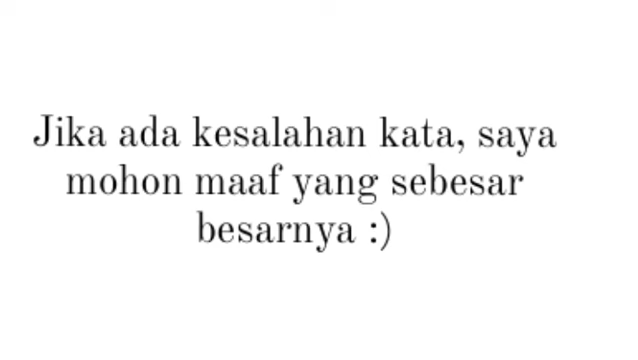 Jika ada kesalahan kata, saya
mohon maaf yang sebesar
besarnya :)